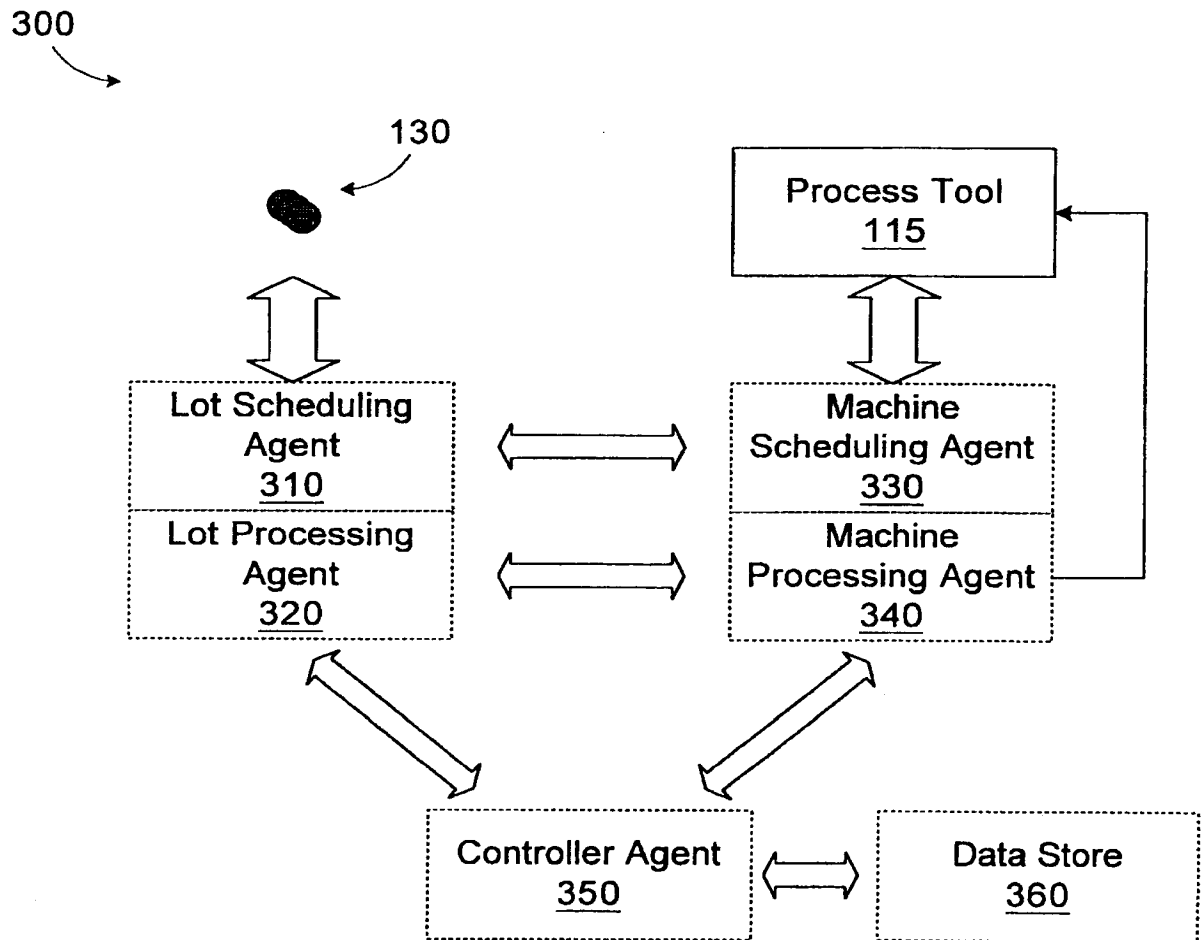 300
130
Process Tool
115
Lot Scheduling
Agent
310
Machine
Scheduling Agent
330
Lot Processing
Agent
320
Machine
Processing Agent
340
Controller Agent
350
Data Store
360